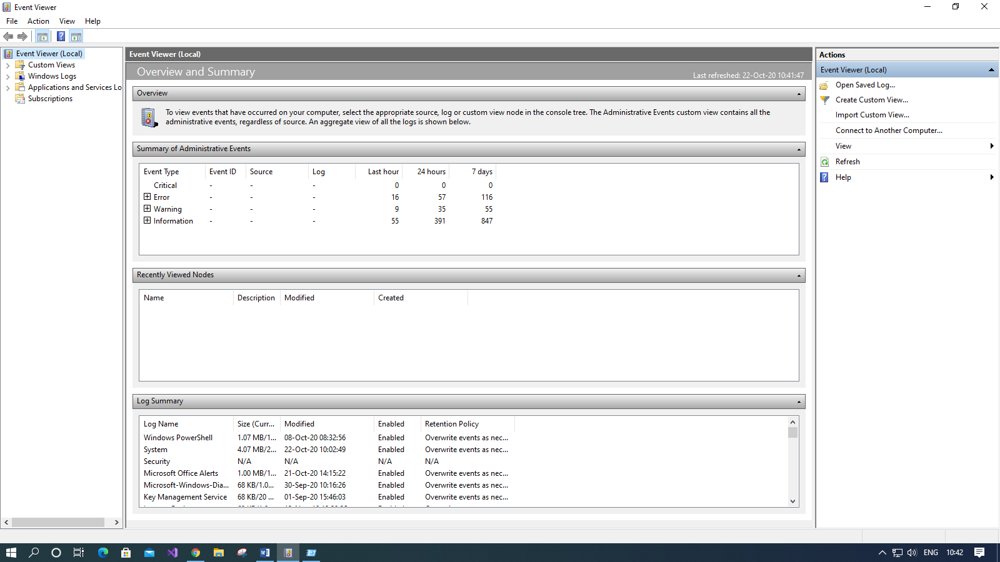 Event Viewer
File Action View Help
Event Viewer (Local)
Custom Views
Windows Logs
Applications and Services Lo
Subscriptions
Event Viewer (Local)
Overview and Summary
Last refreshed: 22-Oct-20 10:41:47
Overview
To view events that have occurred on your computer, select the appropriate source, log or custom view node in the console tree. The Administrative Events custom view contains all the
administrative events, regardless of source. An aggregate view of all the logs is shown below.
Summary of Administrative Events
Event Type Event ID Source Log Last hour 24 hours 7 days
Critical - - - 0 0 0
Error - - - 16 57 116
Warning - - - 9 35 55
Information - - - 55 391 847
Recently Viewed Nodes
Name Description Modified Created
Log Summary
Log Name Size (Curr... Modified Enabled Retention Policy
Windows PowerShell 1.07 MB/1... 08-Oct-20 08:32:56 Enabled Overwrite events as nec...
System 4.07 MB/2... 22-Oct-20 10:02:49 Enabled Overwrite events as nec...
Security N/A N/A N/A N/A
Microsoft Office Alerts 1.00 MB/1... 21-Oct-20 14:15:22 Enabled Overwrite events as nec...
Microsoft-Windows-Dia... 68 KB/1.0... 30-Sep-20 10:16:26 Enabled Overwrite events as nec...
Key Management Service 68 KB/20 ... 01-Sep-20 15:46:03 Enabled Overwrite events as nec...
Actions
Event Viewer (Local)
Open Saved Log...
Create Custom View...
Import Custom View...
Connect to Another Computer...
View
Refresh
Help
ENG 10:42